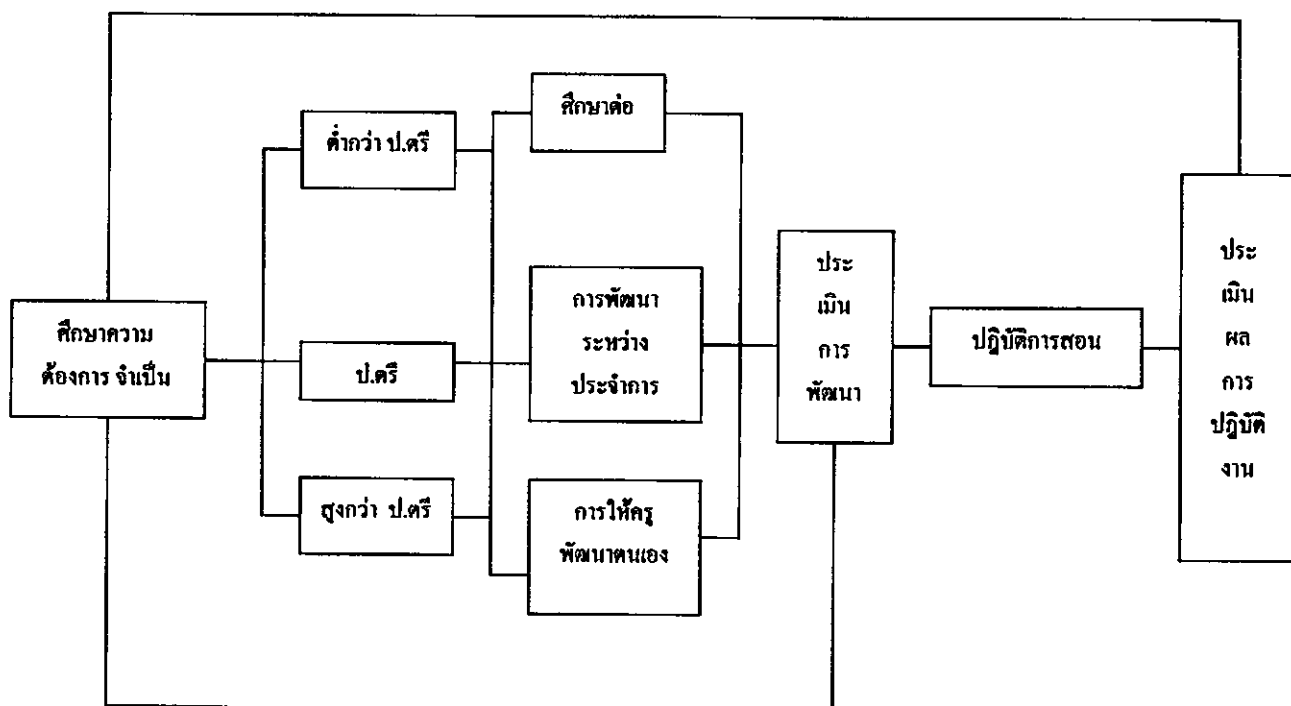 ศึกษาความ
ต้องการ จำเป็น
ต่ำกว่า ป.ตรี
ป.ตรี
สูงกว่า ป.ตรี
ศึกษาต่อ
การพัฒนา
ระหว่าง
ประจำการ
การให้ครู
พัฒนาตนเอง
ประ
เมิน
การ
พัฒนา
ปฏิบัติการสอน
ประ
เมิน
ผล
การ
ปฏิบัติ
งาน